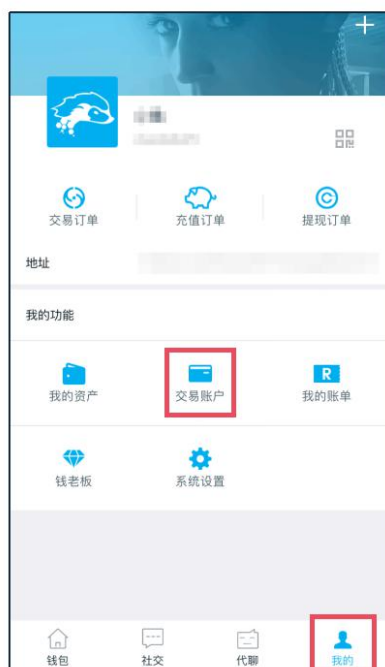 交易订单 充值订单 提现订单
地址
我的功能
我的资产 交易账户 R 我的账单
钱老板 系统设置
钱包 社交 代聊 我的